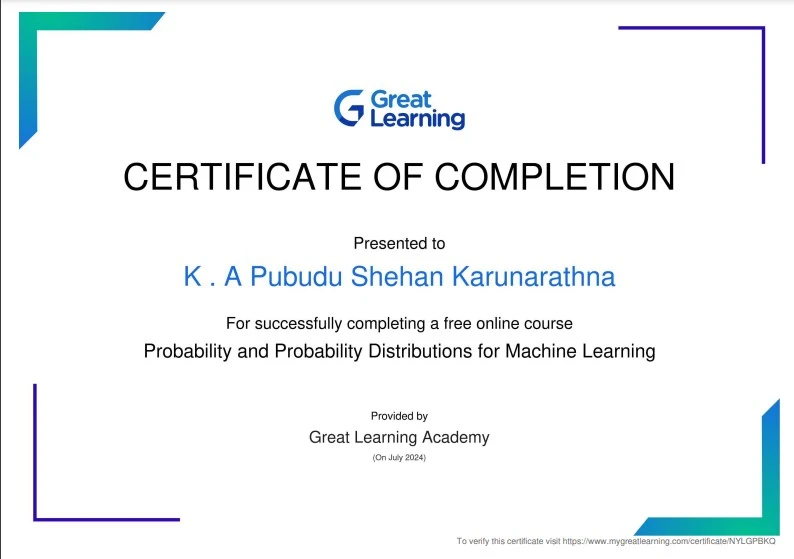 Great
Learning
CERTIFICATE OF COMPLETION
Presented to
K . A Pubudu Shehan Karunarathna
For successfully completing a free online course
Probability and Probability Distributions for Machine Learning
Provided by
Great Learning Academy
(On July 2024)
To verify this certificate visit https://www.mygreatlearning.com/certificate/NYLGPBKQ